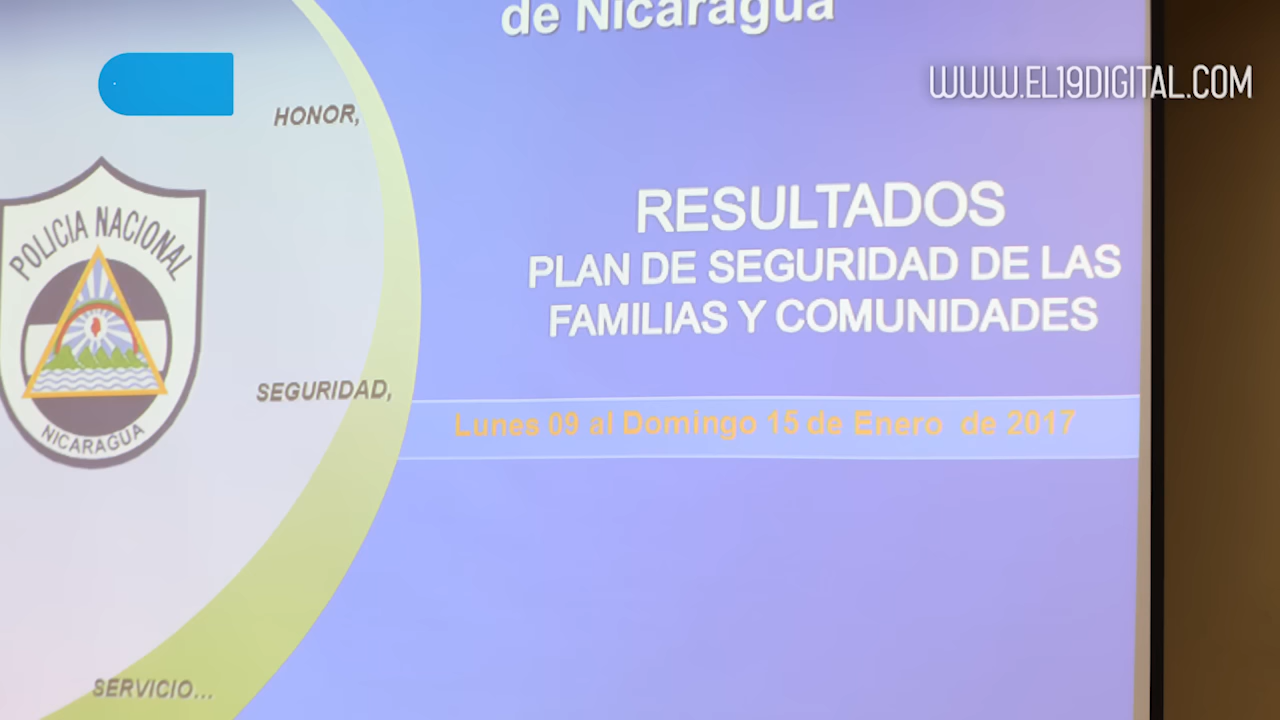 de Nicaragua
WWW.EL19DIGITAL.COM
HONOR,
POLICIA NACIONAL
NICARAGUA
RESULTADOS
PLAN DE SEGURIDAD DE LAS
FAMILIAS Y COMUNIDADES
SEGURIDAD,
Lunes 09 al Domingo 15 de Enero de 2017
SERVICIO...